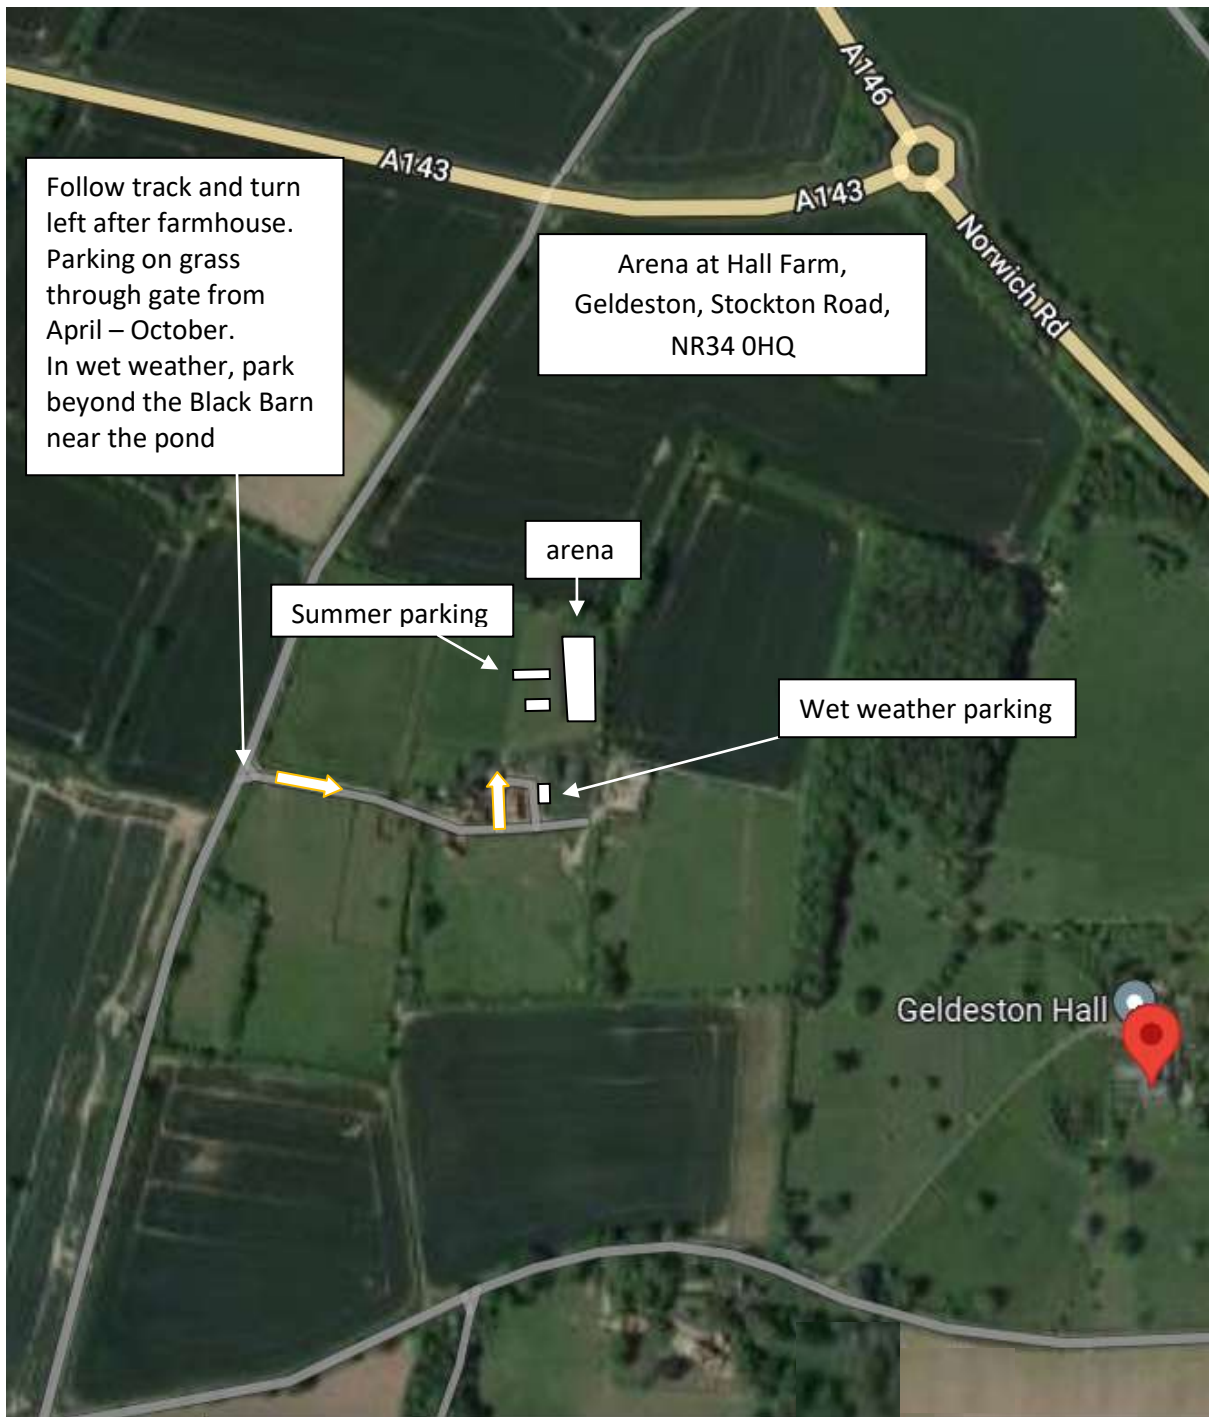 A146
A143
A143
Norwich Rd
Follow track and turn
left after farmhouse.
Parking on grass
through gate from
April – October.
In wet weather, park
beyond the Black Barn
near the pond
Arena at Hall Farm,
Geldeston, Stockton Road,
NR34 0HQ
arena
Summer parking
Wet weather parking
Geldeston Hall